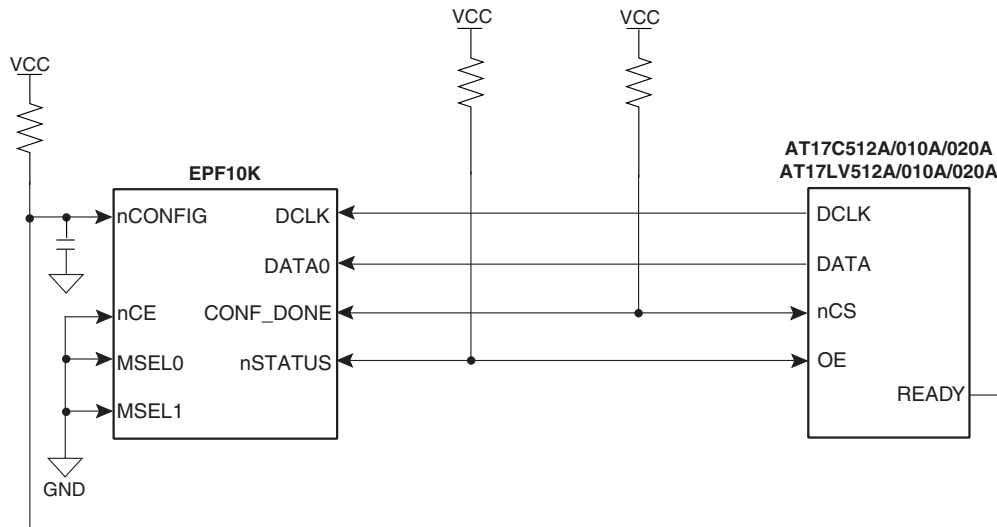 VCC
VCC
VCC
EPF10K
AT17C512A/010A/020A
AT17LV512A/010A/020A
nCONFIG
DCLK
DCLK
DATA0
DATA
nCE
CONF_DONE
nCS
MSEL0
nSTATUS
OE
MSEL1
READY
GND